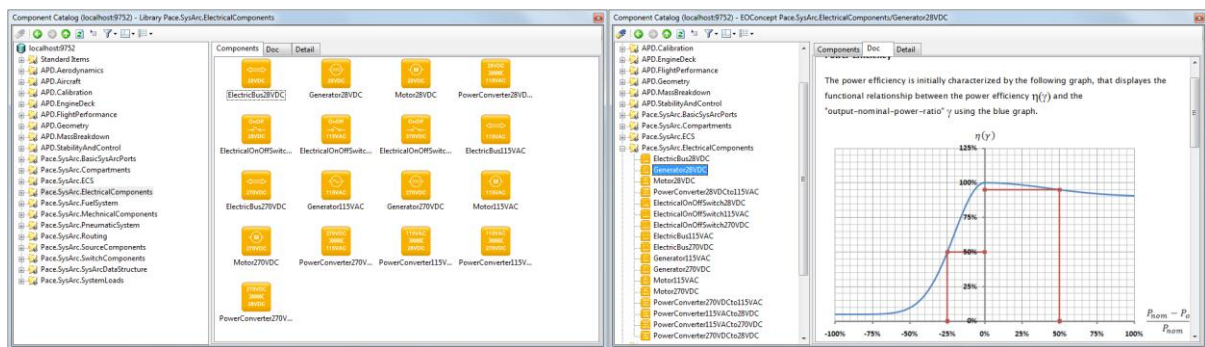 Component Catalog (localhost:9752) - Library Pace.SysArc.ElectricalComponents
localhost:9752
Standard Items
APD.Aerodynamics
APD.Aircraft
APD.Calibration
APD.EngineDeck
APD.FlightPerformance
APD.Geometry
APD.MassBreakdown
APD.StabilityAndControl
Pace.SysArc.BasicSysArcPorts
Pace.SysArc.Compartments
Pace.SysArc.ECS
Pace.SysArc.ElectricalComponents
Pace.SysArc.FuelSystem
Pace.SysArc.MechnicalComponents
Pace.SysArc.PneumaticSystem
Pace.SysArc.Routing
Pace.SysArc.SourceComponents
Pace.SysArc.SwitchComponents
Pace.SysArc.SysArcDataStructure
Pace.SysArc.SystemLoads
Components Doc Detail
ElectricBus28VDC Generator28VDC Motor28VDC PowerConverter28VD...
ElectricalOnOffSwitc... ElectricalOnOffSwitc... ElectricalOnOffSwitc... ElectricBus115VAC
ElectricBus270VDC Generator115VAC Generator270VDC Motor115VAC
Motor270VDC PowerConverter270V... PowerConverter115V... PowerConverter115V...
PowerConverter270V...
Component Catalog (localhost:9752) - EOConcept Pace.SysArc.ElectricalComponents/Generator28VDC
APD.Calibration
APD.EngineDeck
APD.FlightPerformance
APD.Geometry
APD.MassBreakdown
APD.StabilityAndControl
Pace.SysArc.BasicSysArcPorts
Pace.SysArc.Compartments
Pace.SysArc.ECS
Pace.SysArc.ElectricalComponents
ElectricBus28VDC
Generator28VDC
Motor28VDC
PowerConverter28VDCto115VAC
ElectricalOnOffSwitch28VDC
ElectricalOnOffSwitch115VAC
ElectricalOnOffSwitch270VDC
ElectricBus115VAC
ElectricBus270VDC
Generator115VAC
Generator270VDC
Motor115VAC
Motor270VDC
PowerConverter270VDCto115VAC
PowerConverter115VACto28VDC
PowerConverter115VACto270VDC
PowerConverter270VDCto28VDC
Components Doc Detail
Power Efficiency
The power efficiency is initially characterized by the following graph, that displayes the
functional relationship between the power efficiency η(γ) and the
"output-nominal-power-ratio" γ using the blue graph.
η(γ)
125%
100%
75%
50%
25%
0%
-100% -75% -50% -25% 0% 25% 50% 75% 100%
P_nom − P_o
P_nom